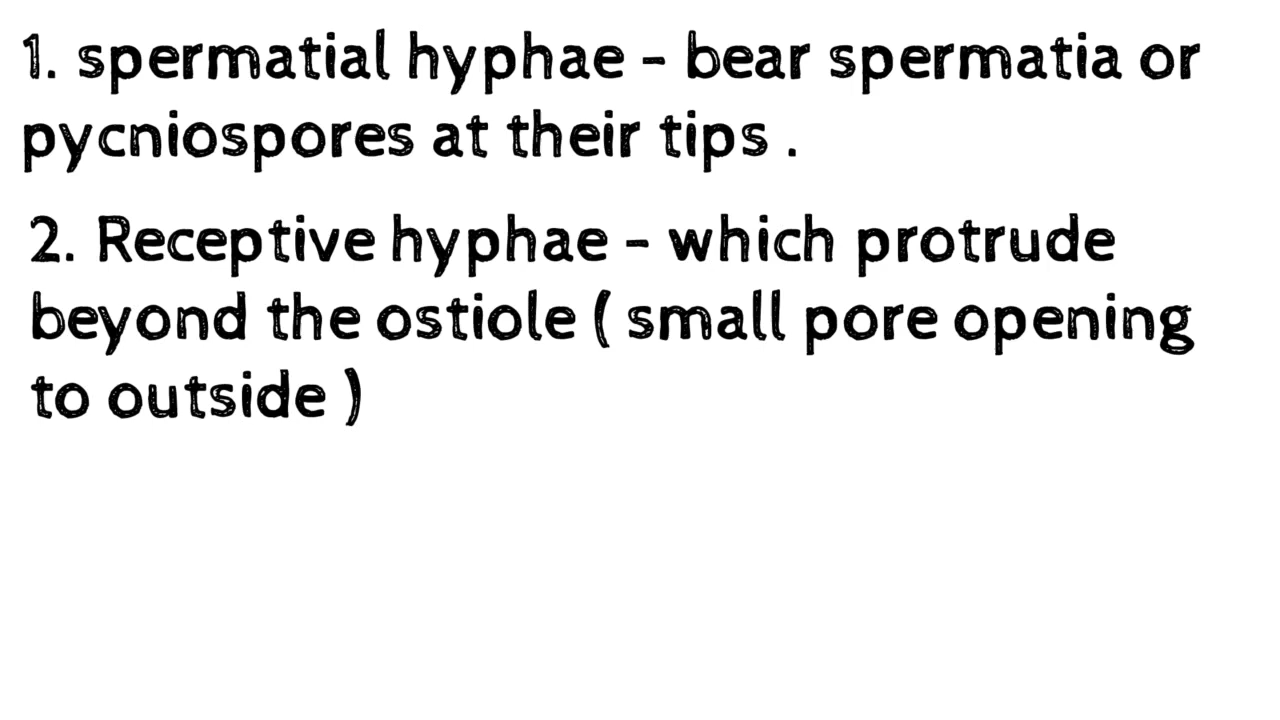 1. spermatial hyphae - bear spermatia or
pycniospores at their tips .
2. Receptive hyphae - which protrude
beyond the ostiole ( small pore opening
to outside )